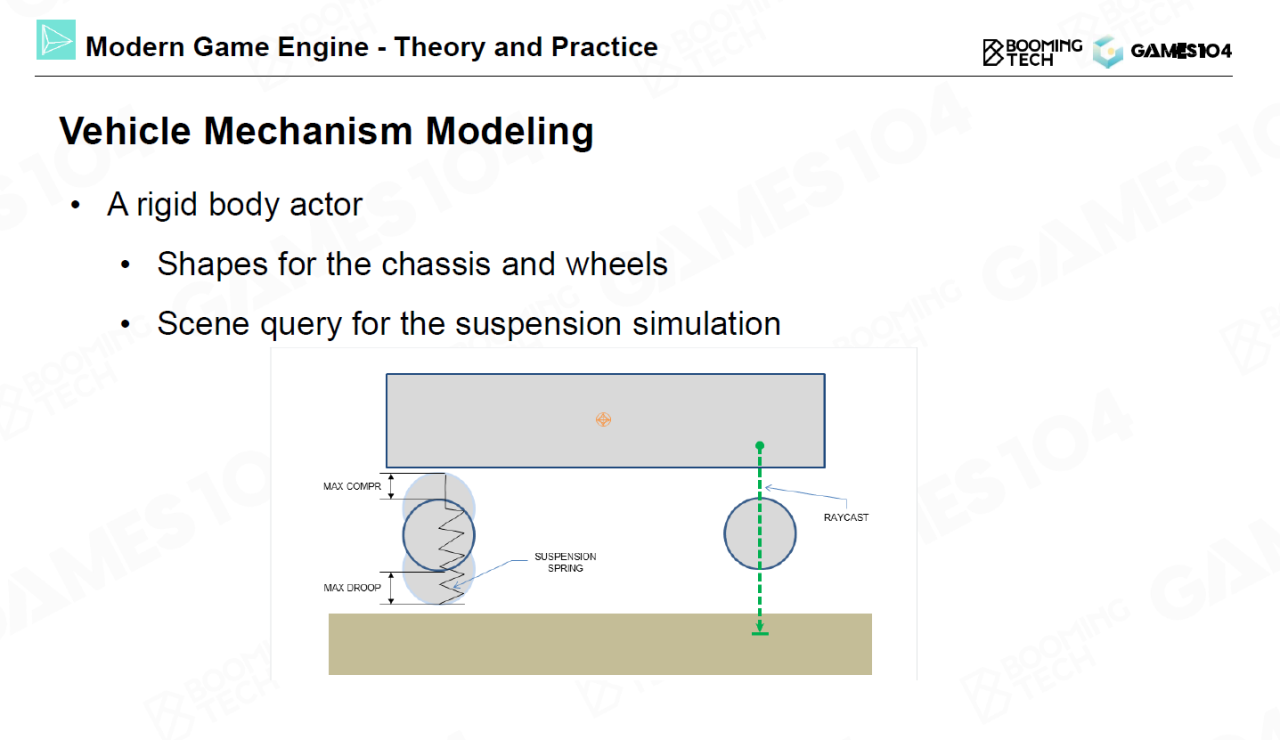 Modern Game Engine - Theory and Practice
BOOMING
TECH
GAMES104
Vehicle Mechanism Modeling
• A rigid body actor
• Shapes for the chassis and wheels
• Scene query for the suspension simulation
MAX COMPR
RAYCAST
SUSPENSION
SPRING
MAX DROOP